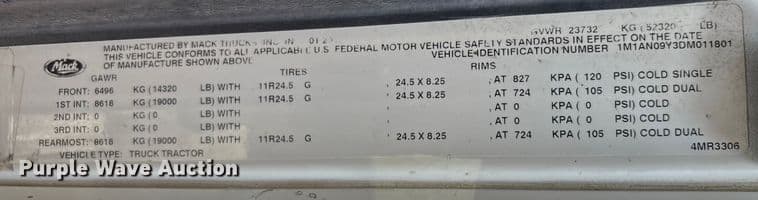 Mack
MANUFACTURED BY MACK TRUCKS, INC. IN
GVWR 23732 KG (52320 LB)
THIS VEHICLE CONFORMS TO ALL APPLICABLE U.S. FEDERAL MOTOR VEHICLE SAFETY STANDARDS IN EFFECT ON THE DATE
OF MANUFACTURE SHOWN ABOVE. VEHICLE IDENTIFICATION NUMBER 1M1AN09Y3DM011801
GAWR TIRES RIMS
FRONT: 6496 KG (14320 LB) WITH 11R24.5 G 24.5 X 8.25 , AT 827 KPA ( 120 PSI) COLD SINGLE
1ST INT: 8618 KG (19000 LB) WITH 11R24.5 G 24.5 X 8.25 , AT 724 KPA ( 105 PSI) COLD DUAL
2ND INT: 0 KG (0 LB) WITH , AT 0 KPA ( 0 PSI) COLD
3RD INT: 0 KG (0 LB) WITH , AT 0 KPA ( 0 PSI) COLD
REARMOST: 8618 KG (19000 LB) WITH 11R24.5 G 24.5 X 8.25 , AT 724 KPA ( 105 PSI) COLD DUAL
VEHICLE TYPE: TRUCK TRACTOR 4MR3306
Purple Wave Auction